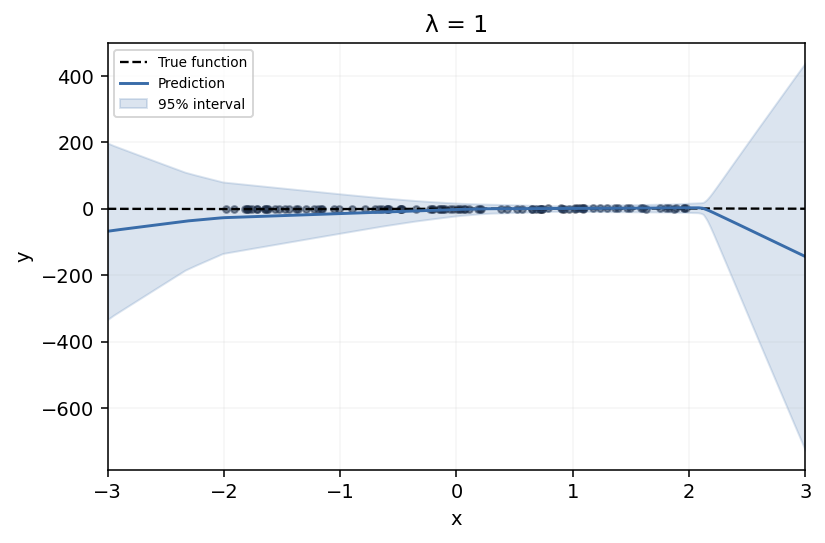 λ = 1
True function
Prediction
95% interval
400
200
0
−200
−400
−600
y
−3 −2 −1 0 1 2 3
x